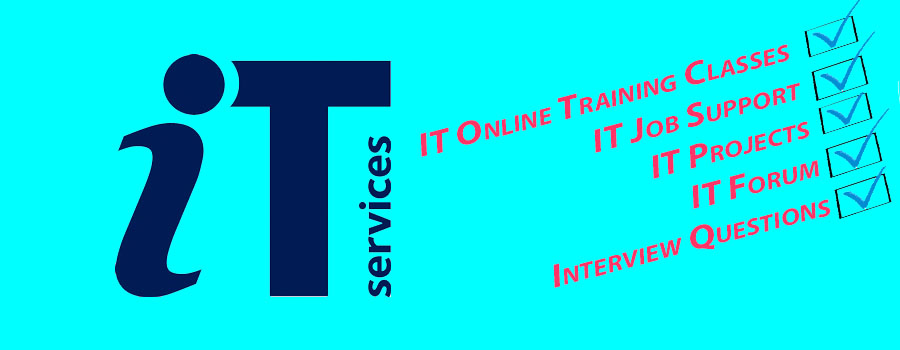 iT
services
IT Online Training Classes
IT Job Support
IT Projects
IT Forum
Interview Questions